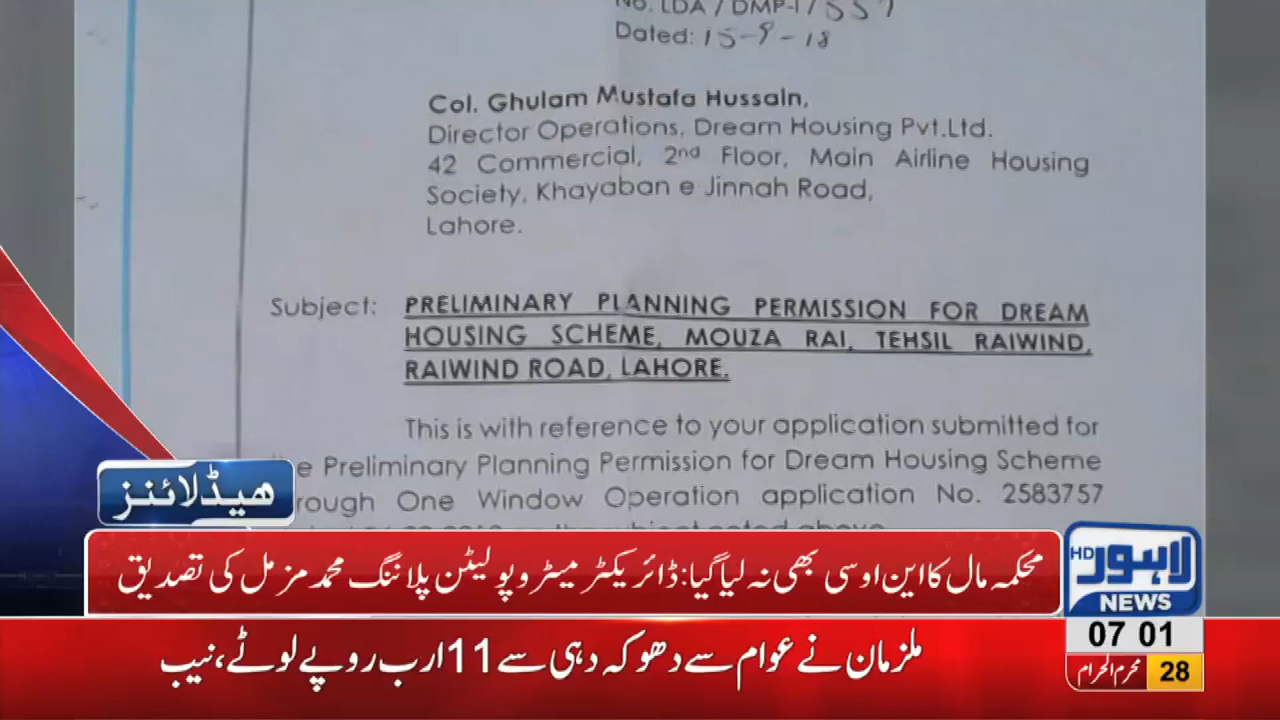 No. LDA / DMP-I / 557
Dated: 15-9-18
Col. Ghulam Mustafa Hussain,
Director Operations, Dream Housing Pvt.Ltd.
42 Commercial, 2nd Floor, Main Airline Housing
Society, Khayaban e Jinnah Road,
Lahore.
Subject: PRELIMINARY PLANNING PERMISSION FOR DREAM
HOUSING SCHEME, MOUZA RAI, TEHSIL RAIWIND,
RAIWIND ROAD, LAHORE.
This is with reference to your application submitted for
Preliminary Planning Permission for Dream Housing Scheme
One Window Operation application No. 2583757
ھیڈلائنز
محکمہ مال کا این او سی بھی نہ لیا گیا: ڈائریکٹر میٹروپولیٹن پلاننگ محمد مزمل کی تصدیق
HD لاہور
NEWS
07 01
28 محرم الحرام
ملزمان نے عوام سے دھوکہ دہی سے 11 ارب روپے لوٹے، نیب